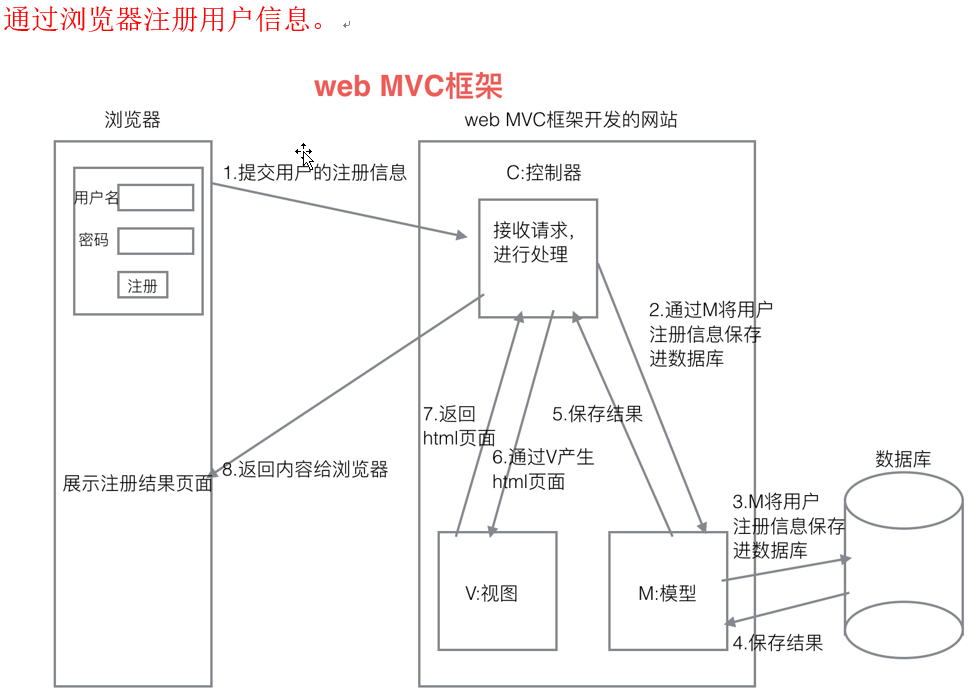 通过浏览器注册用户信息。
web MVC框架
浏览器
web MVC框架开发的网站
用户名
密码
注册
1.提交用户的注册信息
C:控制器
接收请求,
进行处理
2.通过M将用户
注册信息保存
进数据库
7.返回
html页面
5.保存结果
6.通过V产生
html页面
8.返回内容给浏览器
展示注册结果页面
数据库
3.M将用户
注册信息保存
进数据库
V:视图
M:模型
4.保存结果